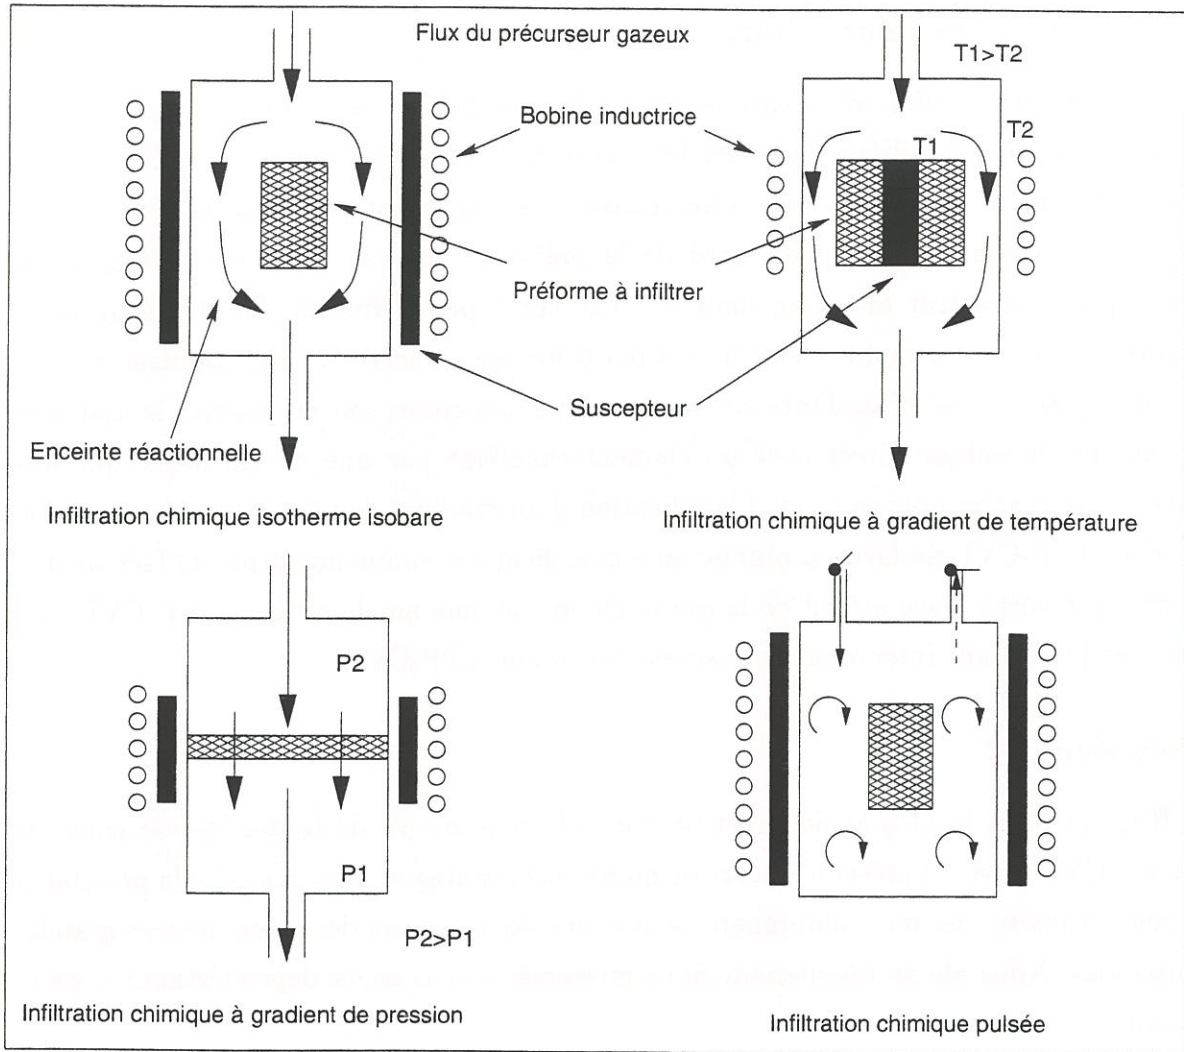 Flux du précurseur gazeux
T1>T2
Bobine inductrice
T2
T1
Préforme à infiltrer
Suscepteur
Enceinte réactionnelle
Infiltration chimique isotherme isobare
Infiltration chimique à gradient de température
P2
P1
P2>P1
Infiltration chimique à gradient de pression
Infiltration chimique pulsée